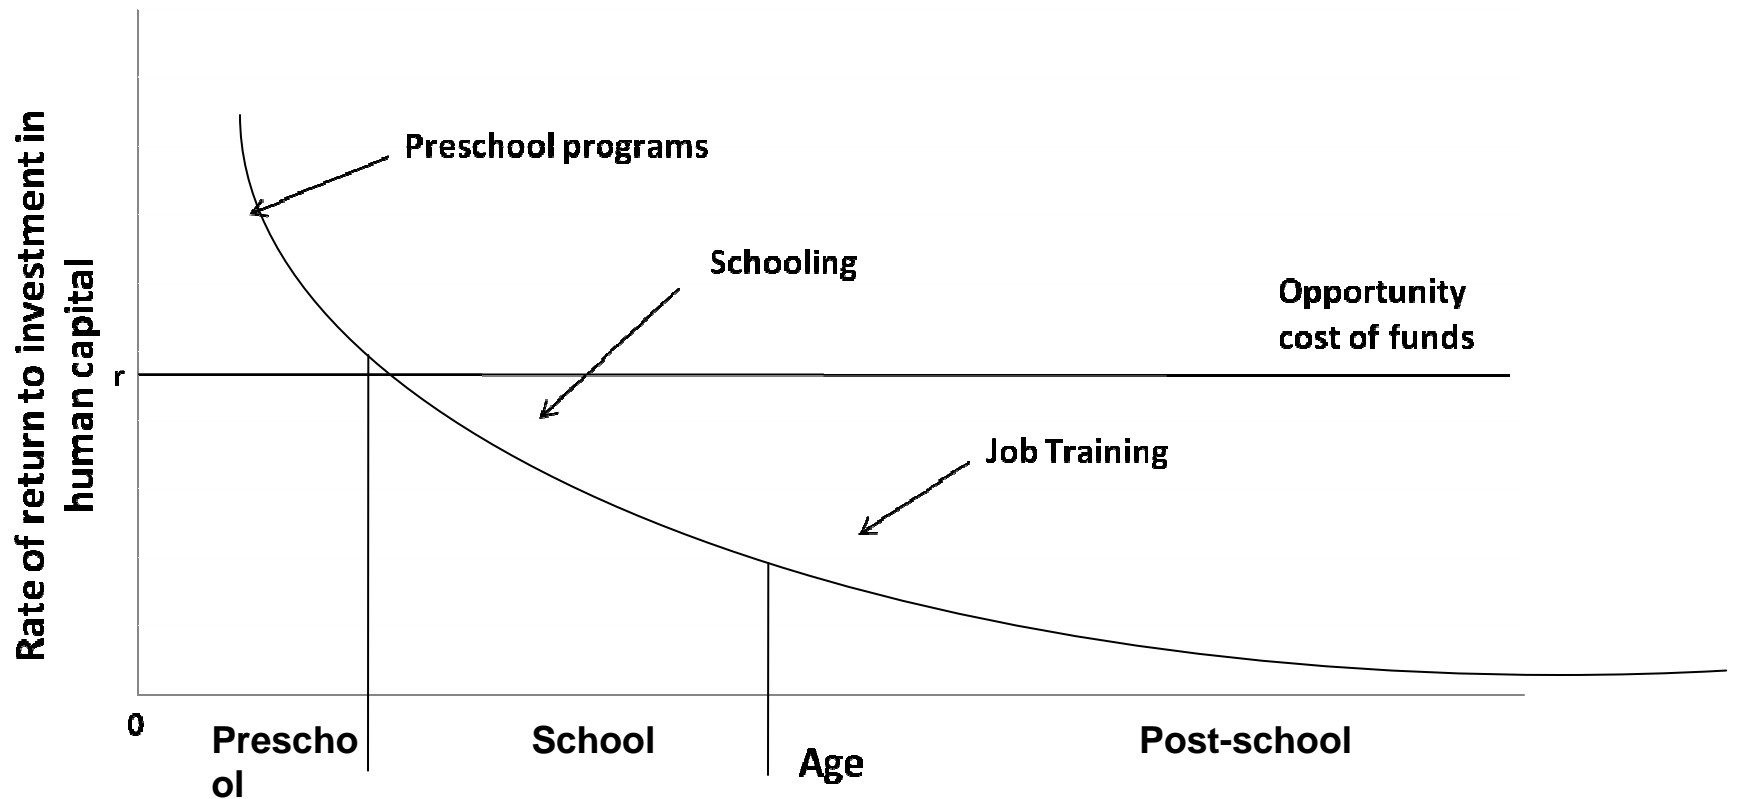 Rate of return to investment in
human capital
Preschool programs
Schooling
Opportunity
cost of funds
r
Job Training
0
Prescho
ol
School
Age
Post-school